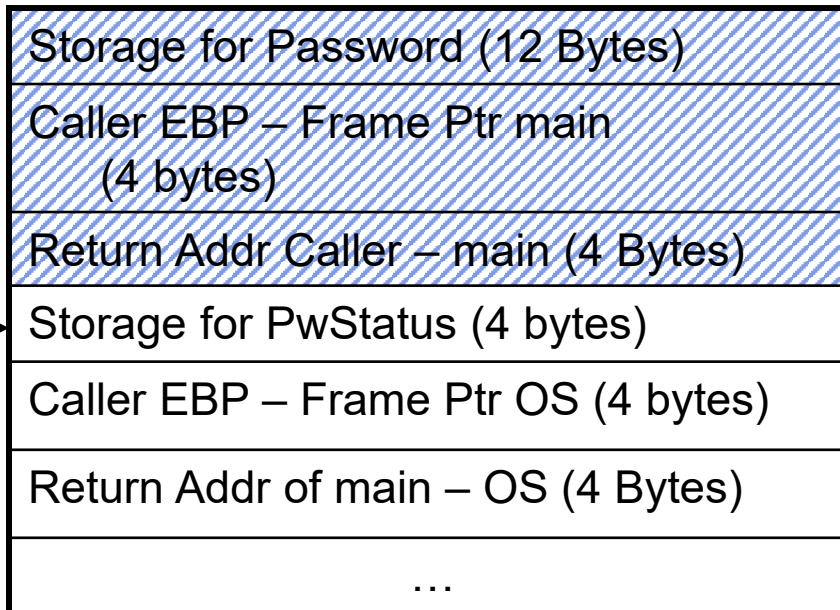 Storage for Password (12 Bytes)
Caller EBP – Frame Ptr main
(4 bytes)
Return Addr Caller – main (4 Bytes)
Storage for PwStatus (4 bytes)
Caller EBP – Frame Ptr OS (4 bytes)
Return Addr of main – OS (4 Bytes)
…